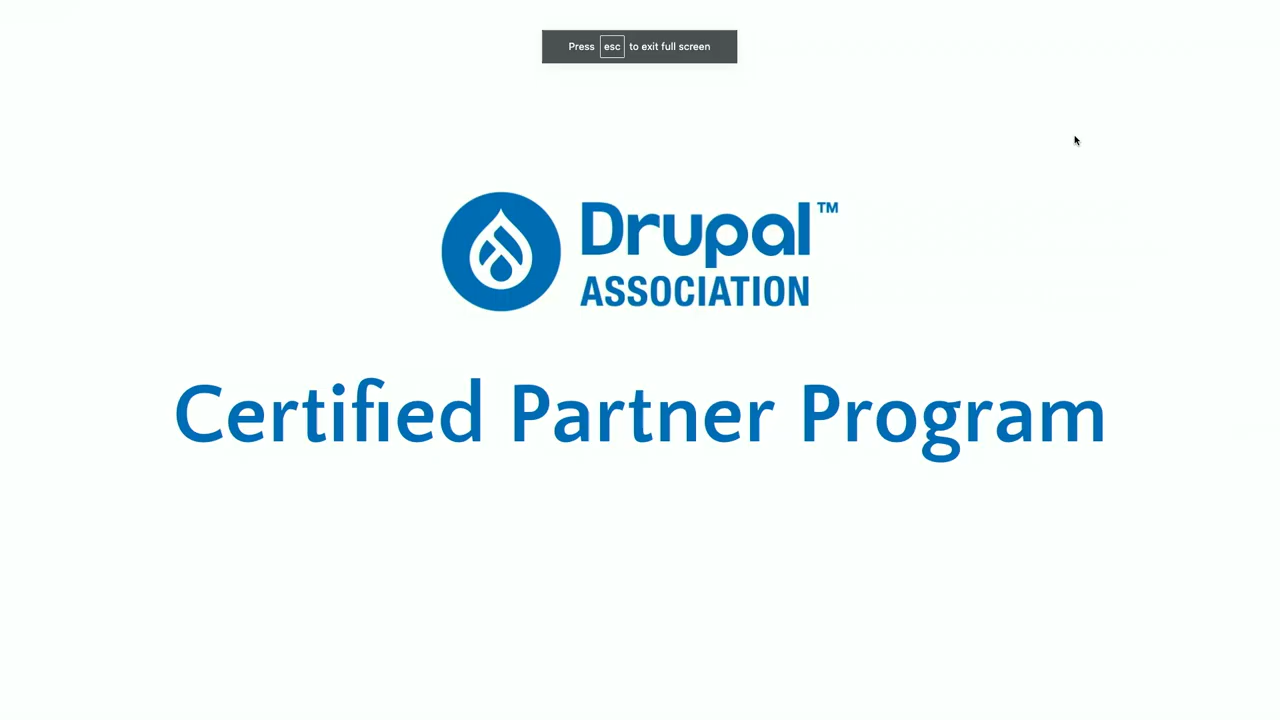 Press esc to exit full screen
Drupal™
ASSOCIATION
Certified Partner Program